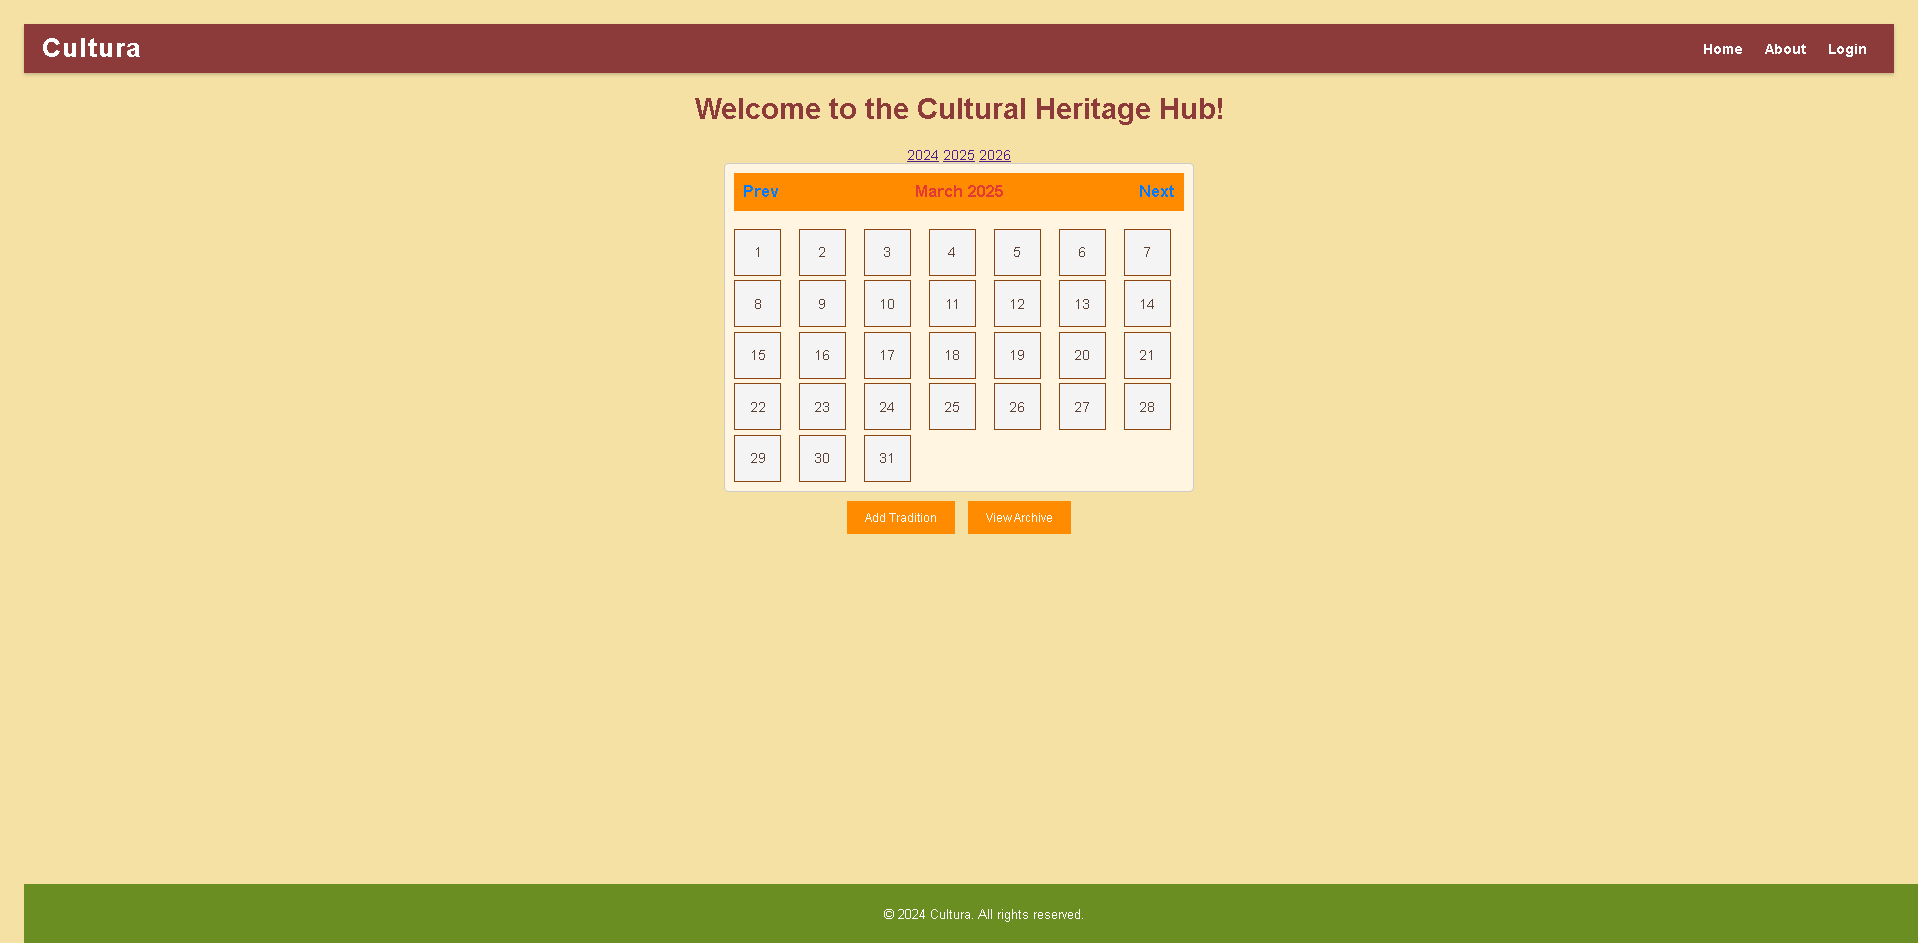 Cultura
Home About Login
Welcome to the Cultural Heritage Hub!
2024 2025 2026
Prev March 2025 Next
1 2 3 4 5 6 7
8 9 10 11 12 13 14
15 16 17 18 19 20 21
22 23 24 25 26 27 28
29 30 31
Add Tradition View Archive
© 2024 Cultura. All rights reserved.